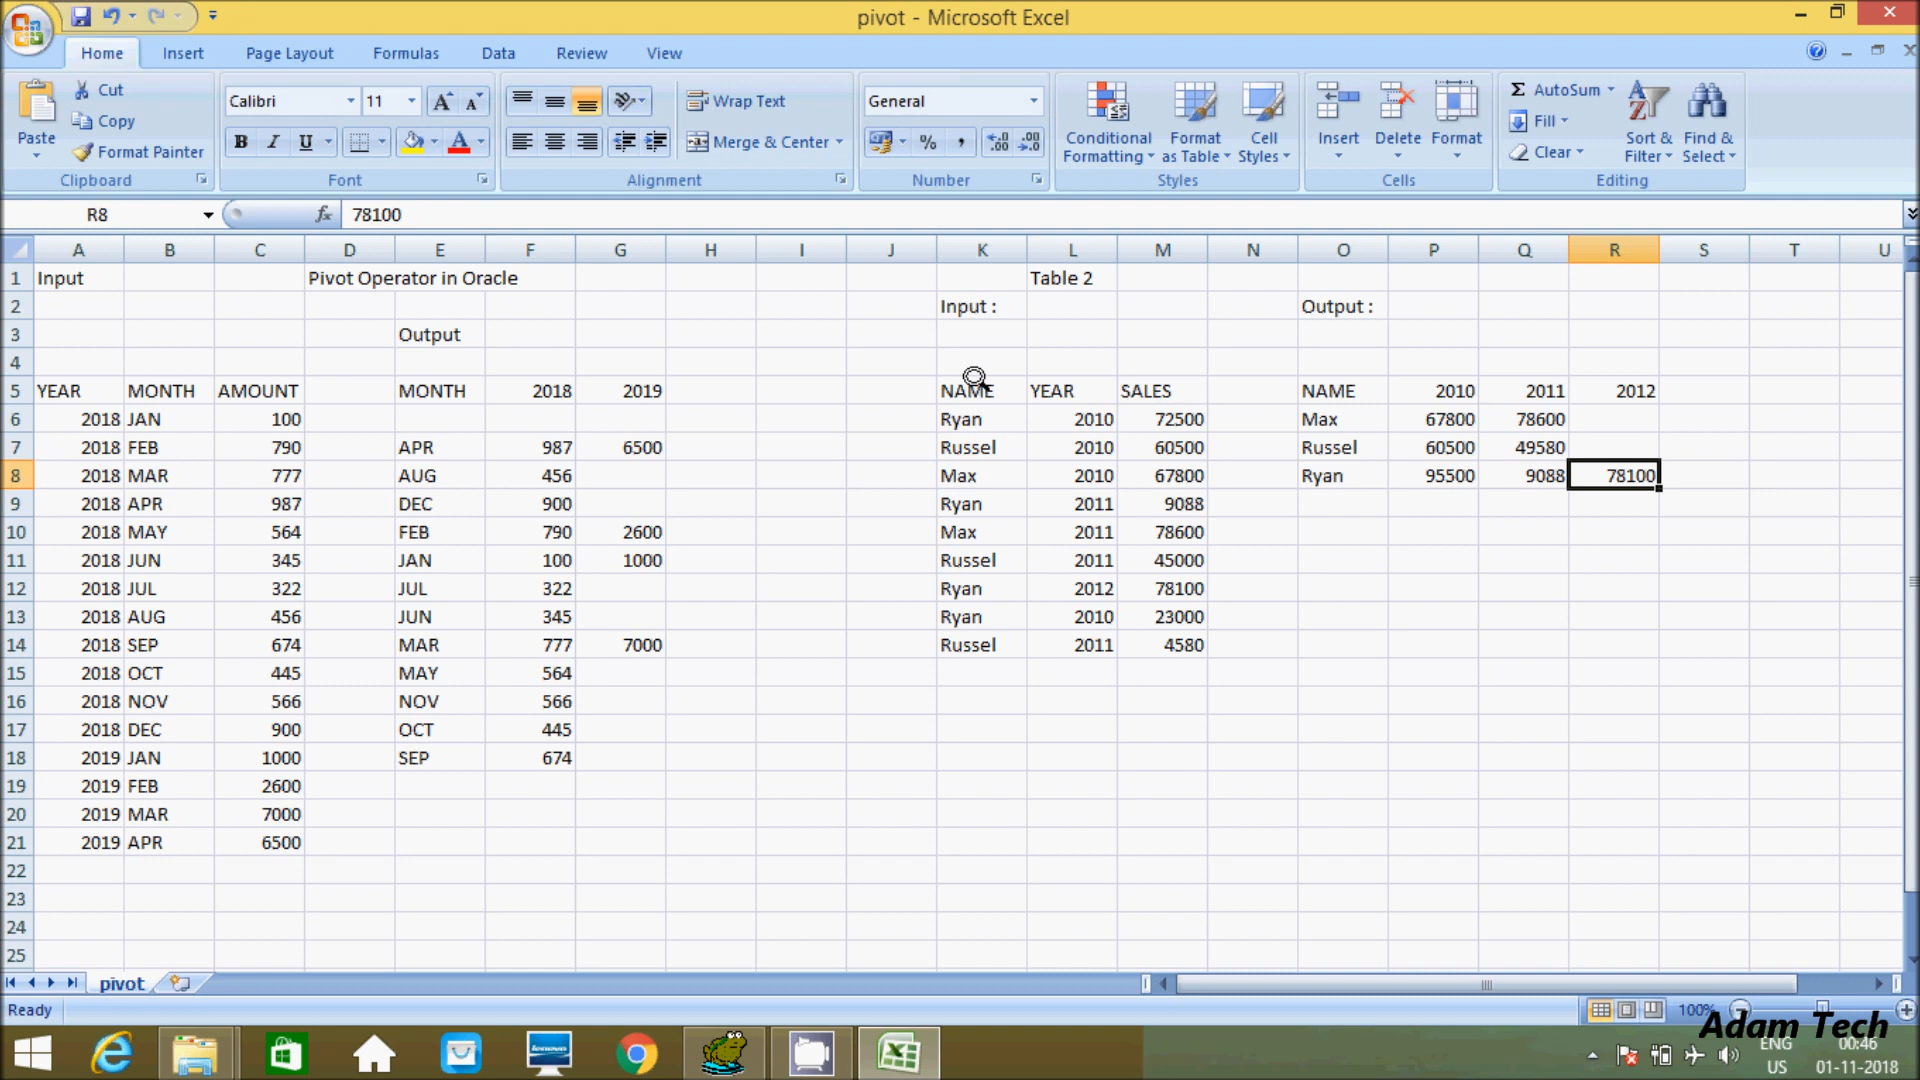 pivot - Microsoft Excel
Home Insert Page Layout Formulas Data Review View
Paste Cut Copy Format Painter Clipboard
Calibri 11 B I U Font
Wrap Text Merge & Center Alignment
General % , Number
Conditional Formatting Format as Table Cell Styles Styles
Insert Delete Format Cells
Σ AutoSum Fill Clear Sort & Filter Find & Select Editing
R8 fx 78100
A B C D E F G H I J K L M N O P Q R S T U
1 Input Pivot Operator in Oracle Table 2
2 Input : Output :
3 Output
4
5 YEAR MONTH AMOUNT MONTH 2018 2019 NAME YEAR SALES NAME 2010 2011 2012
6 2018 JAN 100 Ryan 2010 72500 Max 67800 78600
7 2018 FEB 790 APR 987 6500 Russel 2010 60500 Russel 60500 49580
8 2018 MAR 777 AUG 456 Max 2010 67800 Ryan 95500 9088 78100
9 2018 APR 987 DEC 900 Ryan 2011 9088
10 2018 MAY 564 FEB 790 2600 Max 2011 78600
11 2018 JUN 345 JAN 100 1000 Russel 2011 45000
12 2018 JUL 322 JUL 322 Ryan 2012 78100
13 2018 AUG 456 JUN 345 Ryan 2010 23000
14 2018 SEP 674 MAR 777 7000 Russel 2011 4580
15 2018 OCT 445 MAY 564
16 2018 NOV 566 NOV 566
17 2018 DEC 900 OCT 445
18 2019 JAN 1000 SEP 674
19 2019 FEB 2600
20 2019 MAR 7000
21 2019 APR 6500
22
23
24
25
pivot
Ready 100%
Adam Tech
ENG 00:46
US 01-11-2018